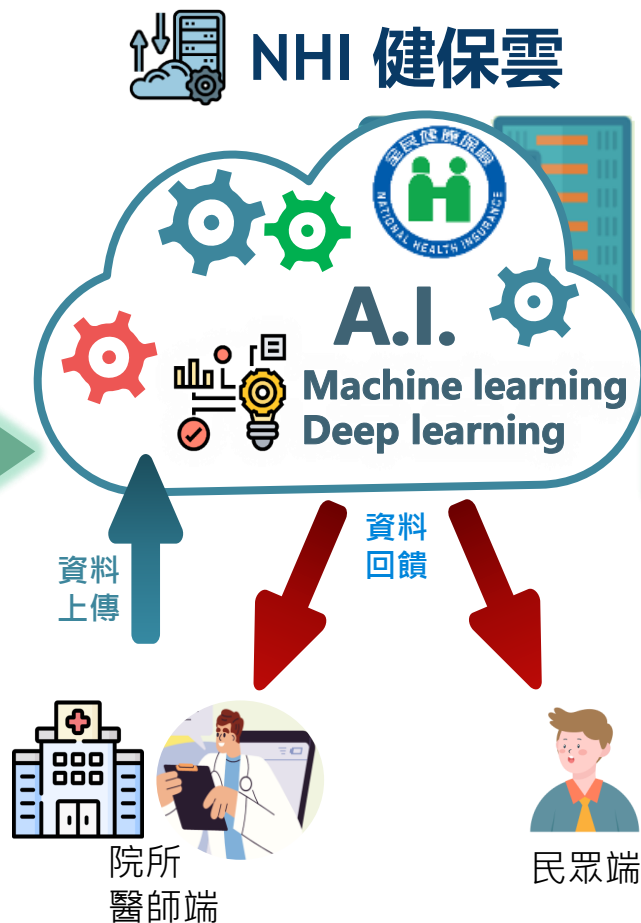 NHI 健保雲
全民健康保險
NATIONAL HEALTH INSURANCE
A.I.
Machine learning
Deep learning
資料
上傳
資料
回饋
院所
醫師端
民眾端